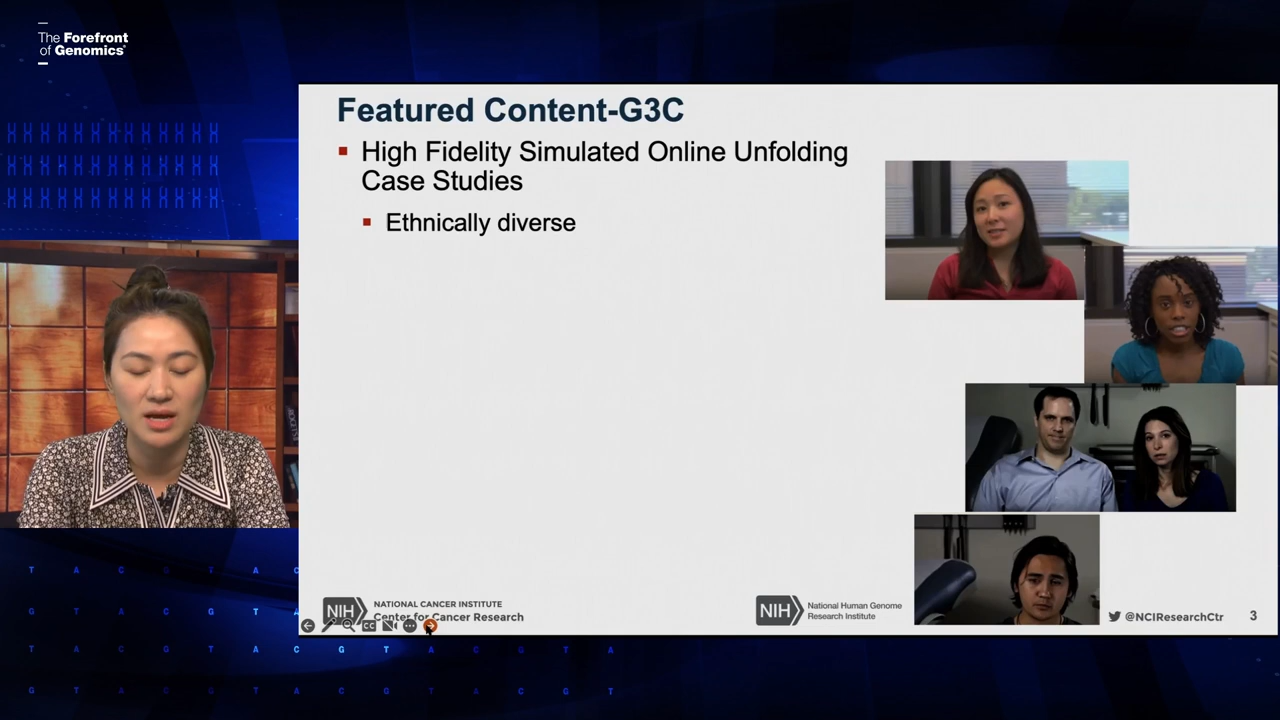 The Forefront
of Genomics®
Featured Content-G3C
▪ High Fidelity Simulated Online Unfolding
Case Studies
▪ Ethnically diverse
NIH
NATIONAL CANCER INSTITUTE
Center for Cancer Research
NIH
National Human Genome
Research Institute
@NCIResearchCtr
3
T A C G T A C
G T A C G T A
T A C G T A C G T A C G T A
G T A C G T A C G T A C G T